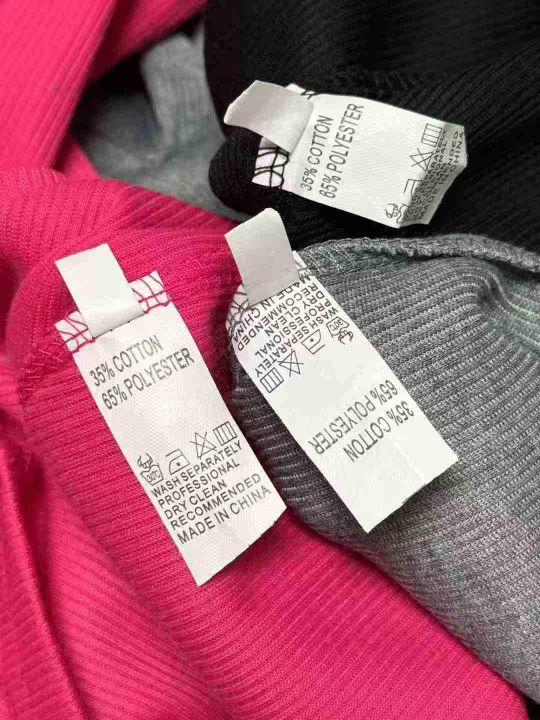 35% COTTON
65% POLYESTER
35% COTTON
65% POLYESTER
30℃
WASH SEPARATELY
PROFESSIONAL
DRY CLEAN
RECOMMENDED
MADE IN CHINA
35% COTTON
65% POLYESTER
WASH SEPARATELY
PROFESSIONAL
DRY CLEAN
RECOMMENDED
MADE IN CHINA